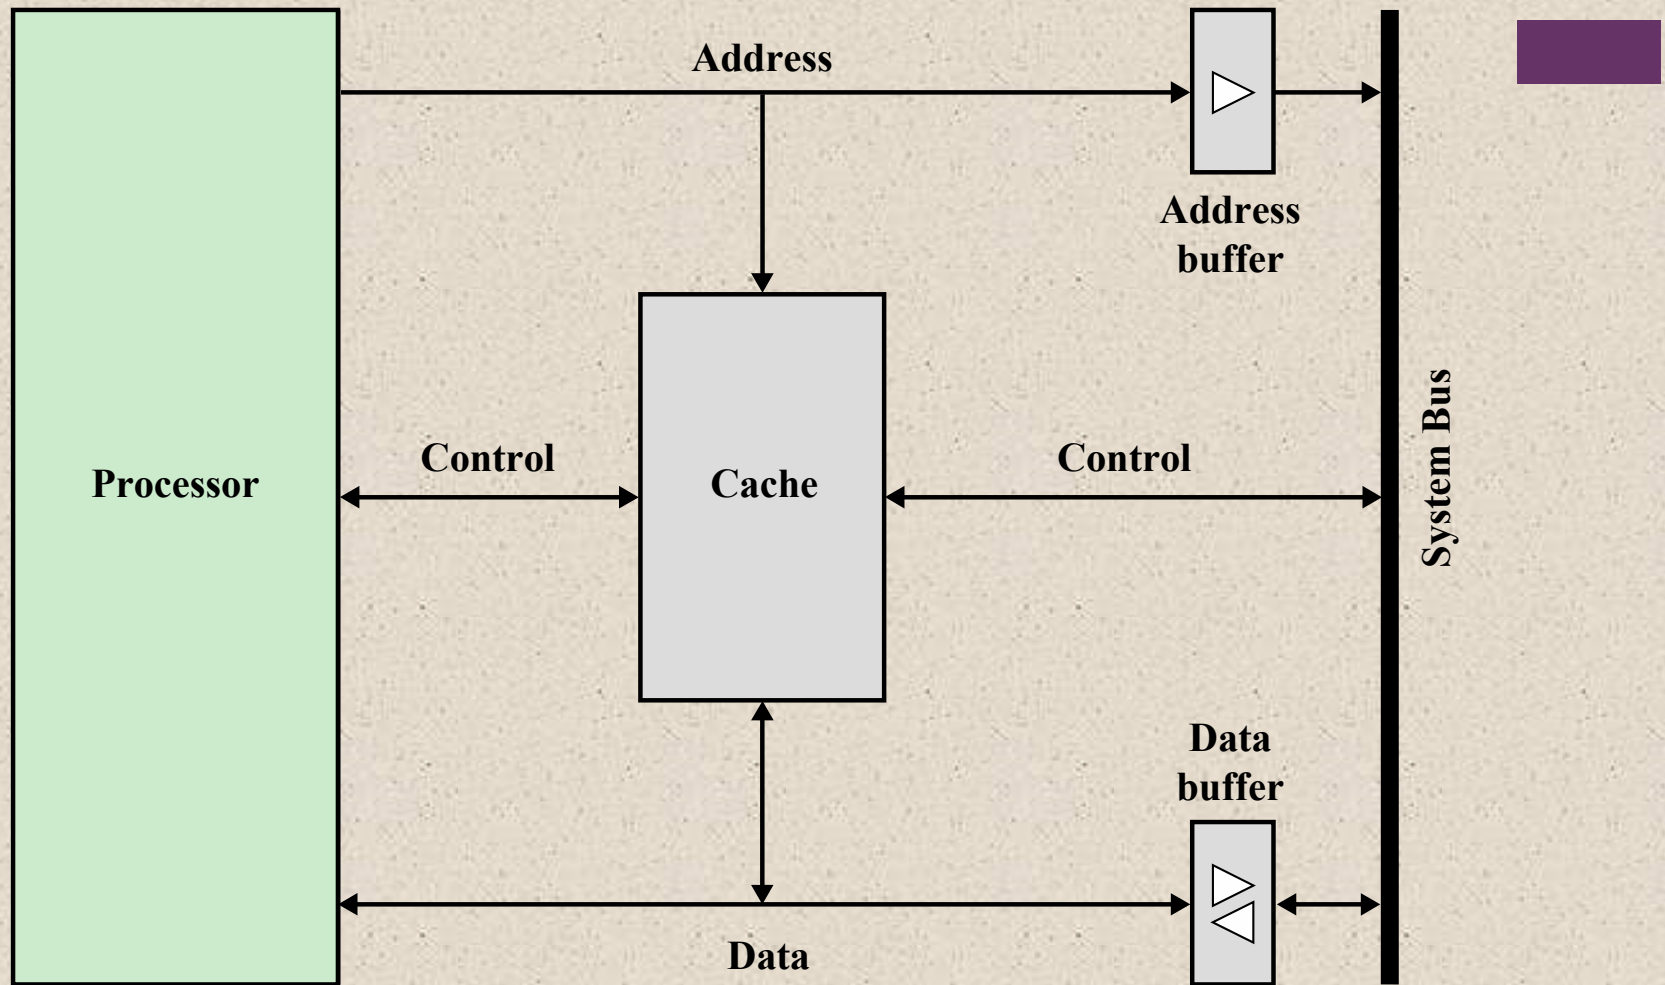 Address
Address
buffer
Processor
Control
Cache
Control
System Bus
Data
buffer
Data